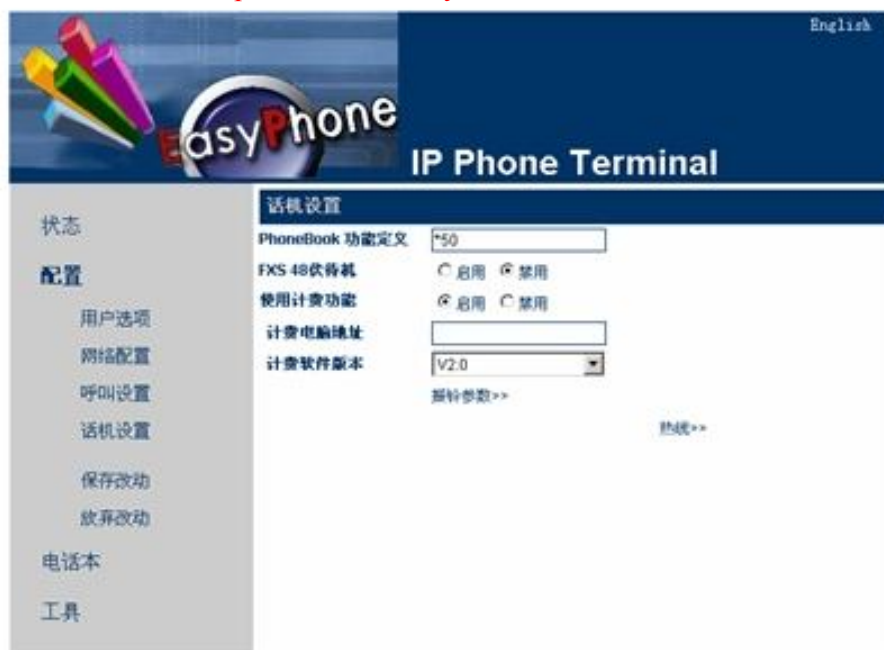 English
EasyPhone
IP Phone Terminal
状态
配置
用户选项
网络配置
呼叫设置
话机设置
保存改动
放弃改动
电话本
工具
话机设置
PhoneBook 功能定义 *50
FXS 48伏待机 启用 禁用
使用计费功能 启用 禁用
计费电脑地址
计费软件版本 V2.0
振铃参数>>
热线>>